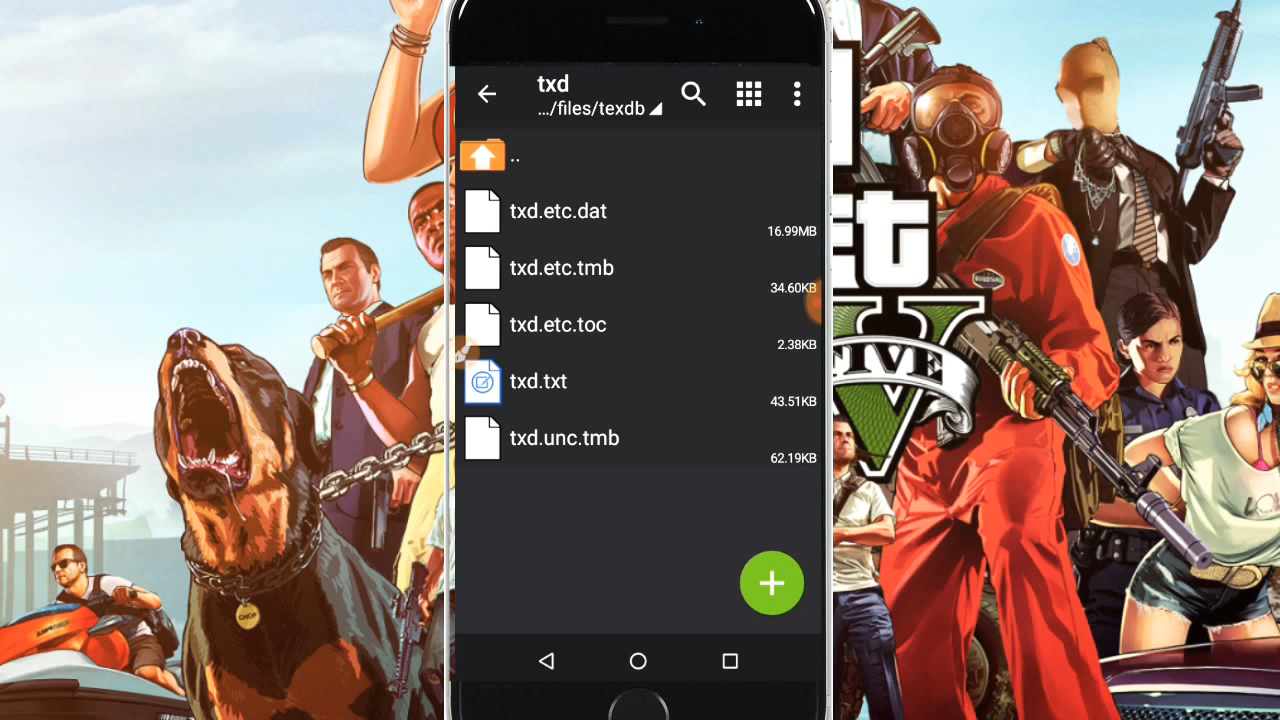 txd
.../files/texdb
..
txd.etc.dat
16.99MB
txd.etc.tmb
34.60KB
txd.etc.toc
2.38KB
txd.txt
43.51KB
txd.unc.tmb
62.19KB
FIVE
V